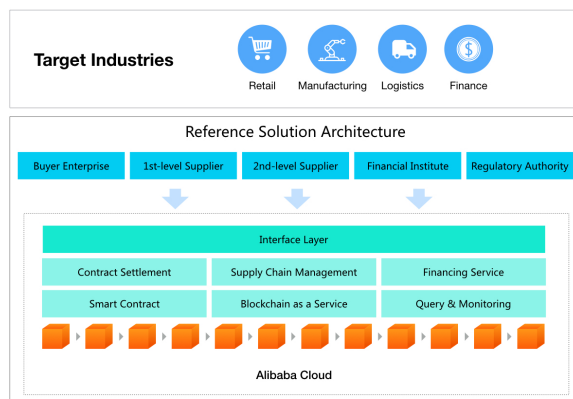 Target Industries
Retail
Manufacturing
Logistics
$
Finance
Reference Solution Architecture
Buyer Enterprise
1st-level Supplier
2nd-level Supplier
Financial Institute
Regulatory Authority
Interface Layer
Contract Settlement
Supply Chain Management
Financing Service
Smart Contract
Blockchain as a Service
Query & Monitoring
Alibaba Cloud